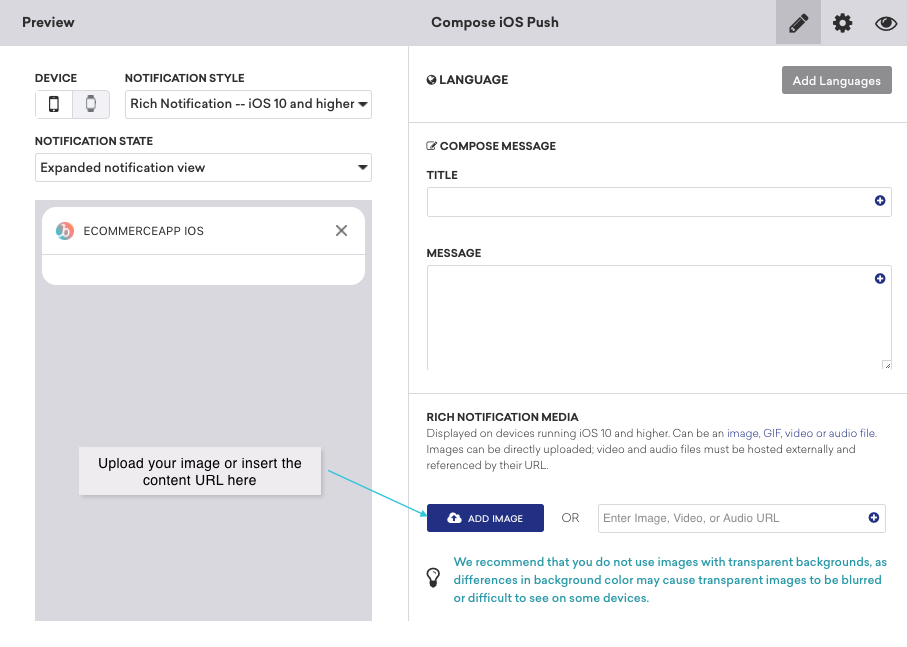 Preview
Compose iOS Push
DEVICE
NOTIFICATION STYLE
Rich Notification -- iOS 10 and higher
NOTIFICATION STATE
Expanded notification view
ECOMMERCEAPP IOS
Upload your image or insert the
content URL here
LANGUAGE
Add Languages
COMPOSE MESSAGE
TITLE
MESSAGE
RICH NOTIFICATION MEDIA
Displayed on devices running iOS 10 and higher. Can be an image, GIF, video or audio file.
Images can be directly uploaded; video and audio files must be hosted externally and
referenced by their URL.
ADD IMAGE
OR
Enter Image, Video, or Audio URL
We recommend that you do not use images with transparent backgrounds, as
differences in background color may cause transparent images to be blurred
or difficult to see on some devices.